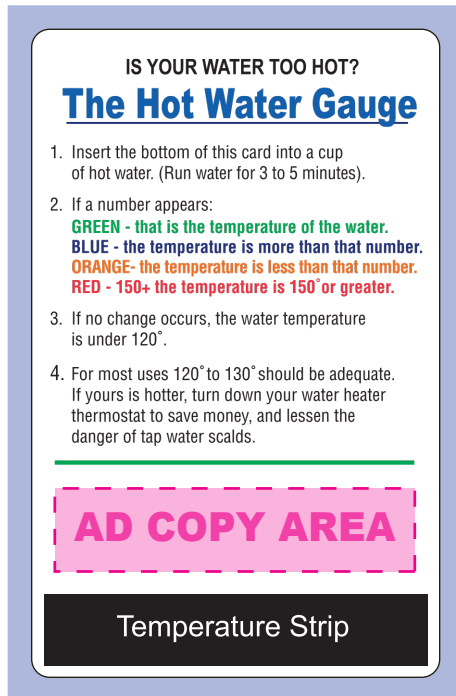 IS YOUR WATER TOO HOT?
The Hot Water Gauge
1. Insert the bottom of this card into a cup
of hot water. (Run water for 3 to 5 minutes).
2. If a number appears:
GREEN - that is the temperature of the water.
BLUE - the temperature is more than that number.
ORANGE- the temperature is less than that number.
RED - 150+ the temperature is 150˚or greater.
3. If no change occurs, the water temperature
is under 120˚.
4. For most uses 120˚to 130˚should be adequate.
If yours is hotter, turn down your water heater
thermostat to save money, and lessen the
danger of tap water scalds.
AD COPY AREA
Temperature Strip